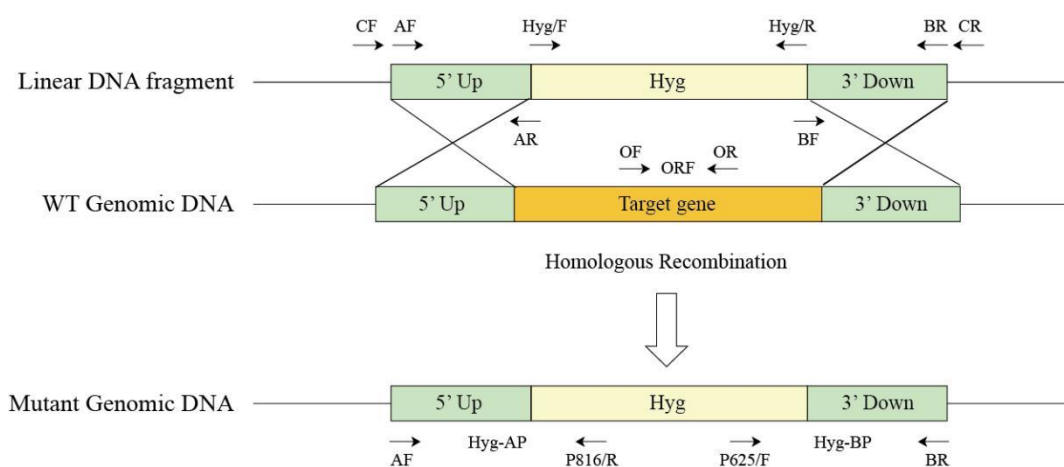 CF AF Hyg/F Hyg/R BR CR
Linear DNA fragment 5’ Up Hyg 3’ Down
AR BF
OF ORF OR
WT Genomic DNA 5’ Up Target gene 3’ Down
Homologous Recombination
Mutant Genomic DNA 5’ Up Hyg 3’ Down
AF Hyg-AP P816/R P625/F Hyg-BP BR